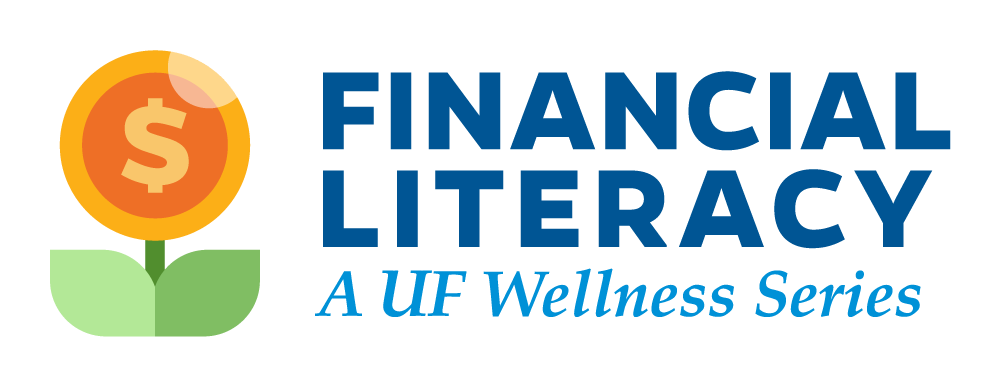 $
FINANCIAL
LITERACY
A UF Wellness Series